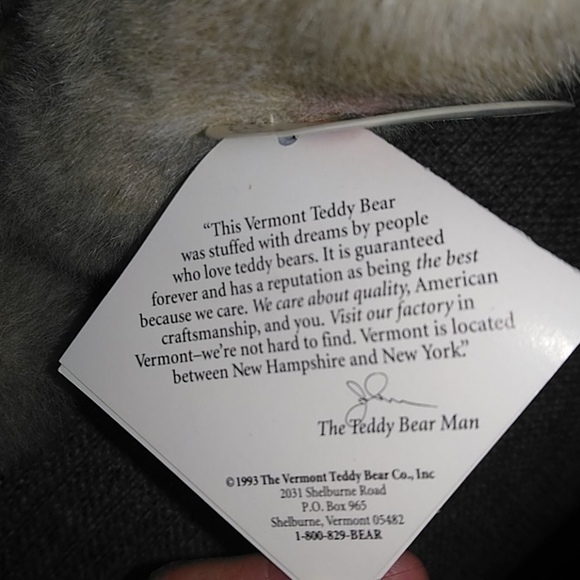 “This Vermont Teddy Bear
was stuffed with dreams by people
who love teddy bears. It is guaranteed
forever and has a reputation as being the best
because we care. We care about quality, American
craftsmanship, and you. Visit our factory in
Vermont–we're not hard to find. Vermont is located
between New Hampshire and New York.”
The Teddy Bear Man
©1993 The Vermont Teddy Bear Co., Inc
2031 Shelburne Road
P.O. Box 965
Shelburne, Vermont 05482
1-800-829-BEAR